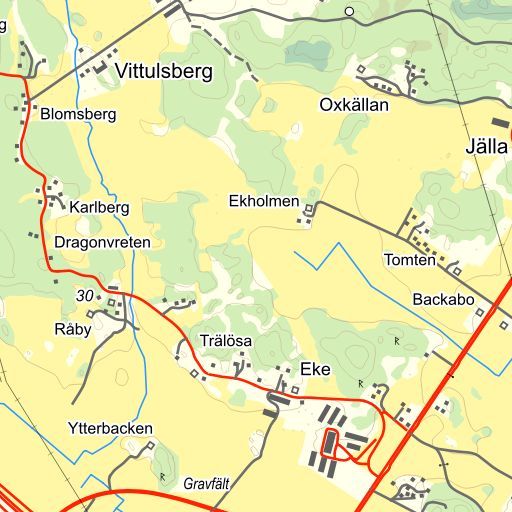 g
Vittulsberg
Oxkällan
Blomsberg
Jälla
Ekholmen
Karlberg
Dragonvreten
Tomten
30
Backabo
Råby
Trälösa
Eke
R
R
Ytterbacken
R
R
Gravfält